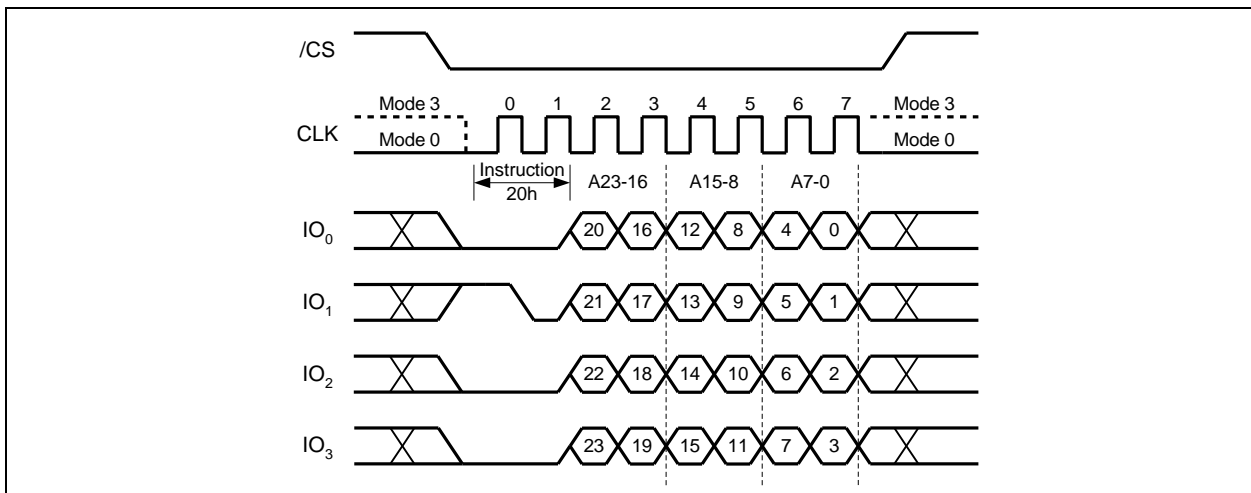 /CS
Mode 3 0 1 2 3 4 5 6 7 Mode 3
CLK
Mode 0 Mode 0
Instruction
20h
A23-16 A15-8 A7-0
IO0 20 16 12 8 4 0
IO1 21 17 13 9 5 1
IO2 22 18 14 10 6 2
IO3 23 19 15 11 7 3